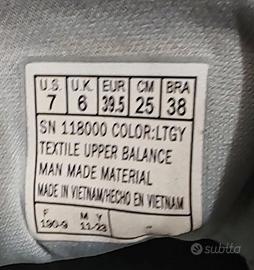 U.S. U.K. EUR CM BRA
7 6 39.5 25 38
SN 118000 COLOR:LTGY
TEXTILE UPPER BALANCE
MAN MADE MATERIAL
MADE IN VIETNAM/HECHO EN VIETNAM
F M Y
190-9 11-23
subito